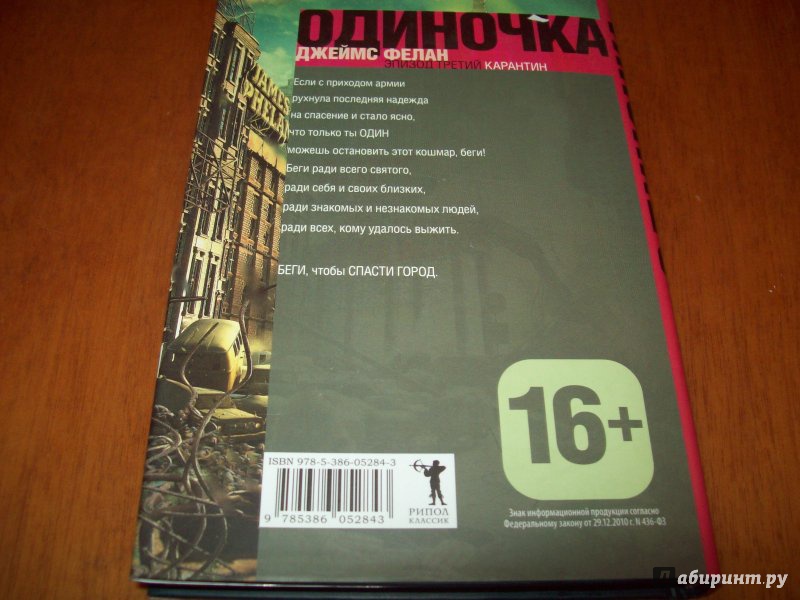 ОДИНОЧКА
ДЖЕЙМС ФЕЛАН
ЭПИЗОД ТРЕТИЙ КАРАНТИН
JAMES
PHELAN
Если с приходом армии
рухнула последняя надежда
на спасение и стало ясно,
что только ты ОДИН
можешь остановить этот кошмар, беги!
Беги ради всего святого,
ради себя и своих близких,
ради знакомых и незнакомых людей,
ради всех, кому удалось выжить.
БЕГИ, чтобы СПАСТИ ГОРОД.
16+
ISBN 978-5-386-05284-3
9 785386 052843
РИПОЛ
КЛАССИК
Знак информационной продукции согласно
Федеральному закону от 29.12.2010 г. N 436-ФЗ
Лабиринт.ру